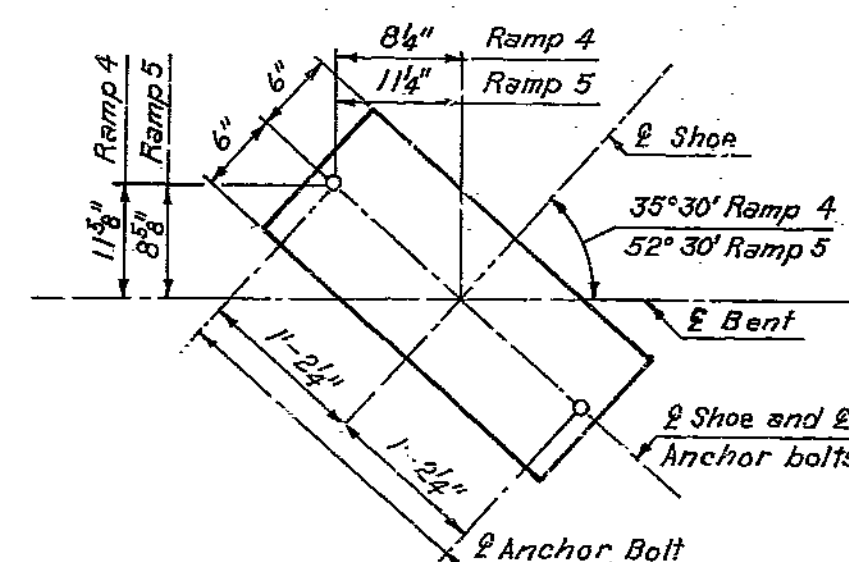 8¼" Ramp 4
11¼" Ramp 5
Ramp 4
Ramp 5
6"
6"
℄ Shoe
35°30' Ramp 4
52°30' Ramp 5
11⅝"
8⅝"
℄ Bent
1'-2¼"
1'-2¼"
℄ Shoe and ℄
Anchor bolts
℄ Anchor Bolt